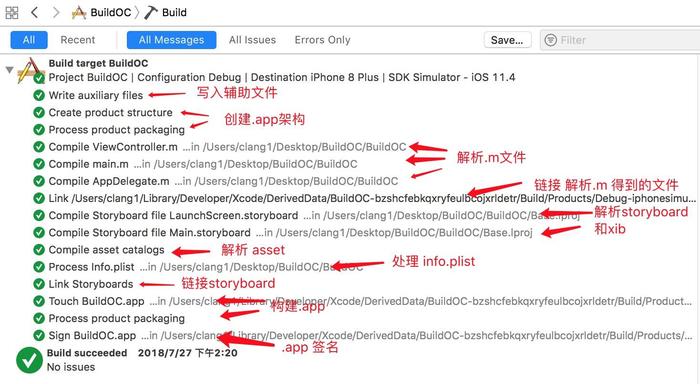 BuildOC > Build
All Recent All Messages All Issues Errors Only Save... Filter
Build target BuildOC
Project BuildOC | Configuration Debug | Destination iPhone 8 Plus | SDK Simulator - iOS 11.4
Write auxiliary files 写入辅助文件
Create product structure
创建.app架构
Process product packaging
Compile ViewController.m ...in /Users/clang1/Desktop/BuildOC/BuildOC
Compile main.m ...in /Users/clang1/Desktop/BuildOC/BuildOC 解析.m文件
Compile AppDelegate.m ...in /Users/clang1/Desktop/BuildOC/BuildOC
链接 解析.m 得到的文件
Link /Users/clang1/Library/Developer/Xcode/DerivedData/BuildOC-bzshcfebkqxryfeulbcojxrldetr/Build/Products/Debug-iphonesimu...
Compile Storyboard file LaunchScreen.storyboard ...in /Users/clang1/Desktop/BuildOC/BuildOC/Base.lproj 解析storyboard
Compile Storyboard file Main.storyboard ...in /Users/clang1/Desktop/BuildOC/BuildOC/Base.lproj 和xib
Compile asset catalogs 解析 asset
Process Info.plist ...in /Users/clang1/Desktop/BuildOC/BuildOC 处理 info.plist
Link Storyboards 链接storyboard
Touch BuildOC.app ...in /Users/clang1/Library/Developer/Xcode/DerivedData/BuildOC-bzshcfebkqxryfeulbcojxrldetr/Build/Product...
构建.app
Process product packaging
Sign BuildOC.app ...in /Users/clang1/Library/Developer/Xcode/DerivedData/BuildOC-bzshcfebkqxryfeulbcojxrldetr/Build/Products/...
.app 签名
Build succeeded 2018/7/27 下午2:20
No issues